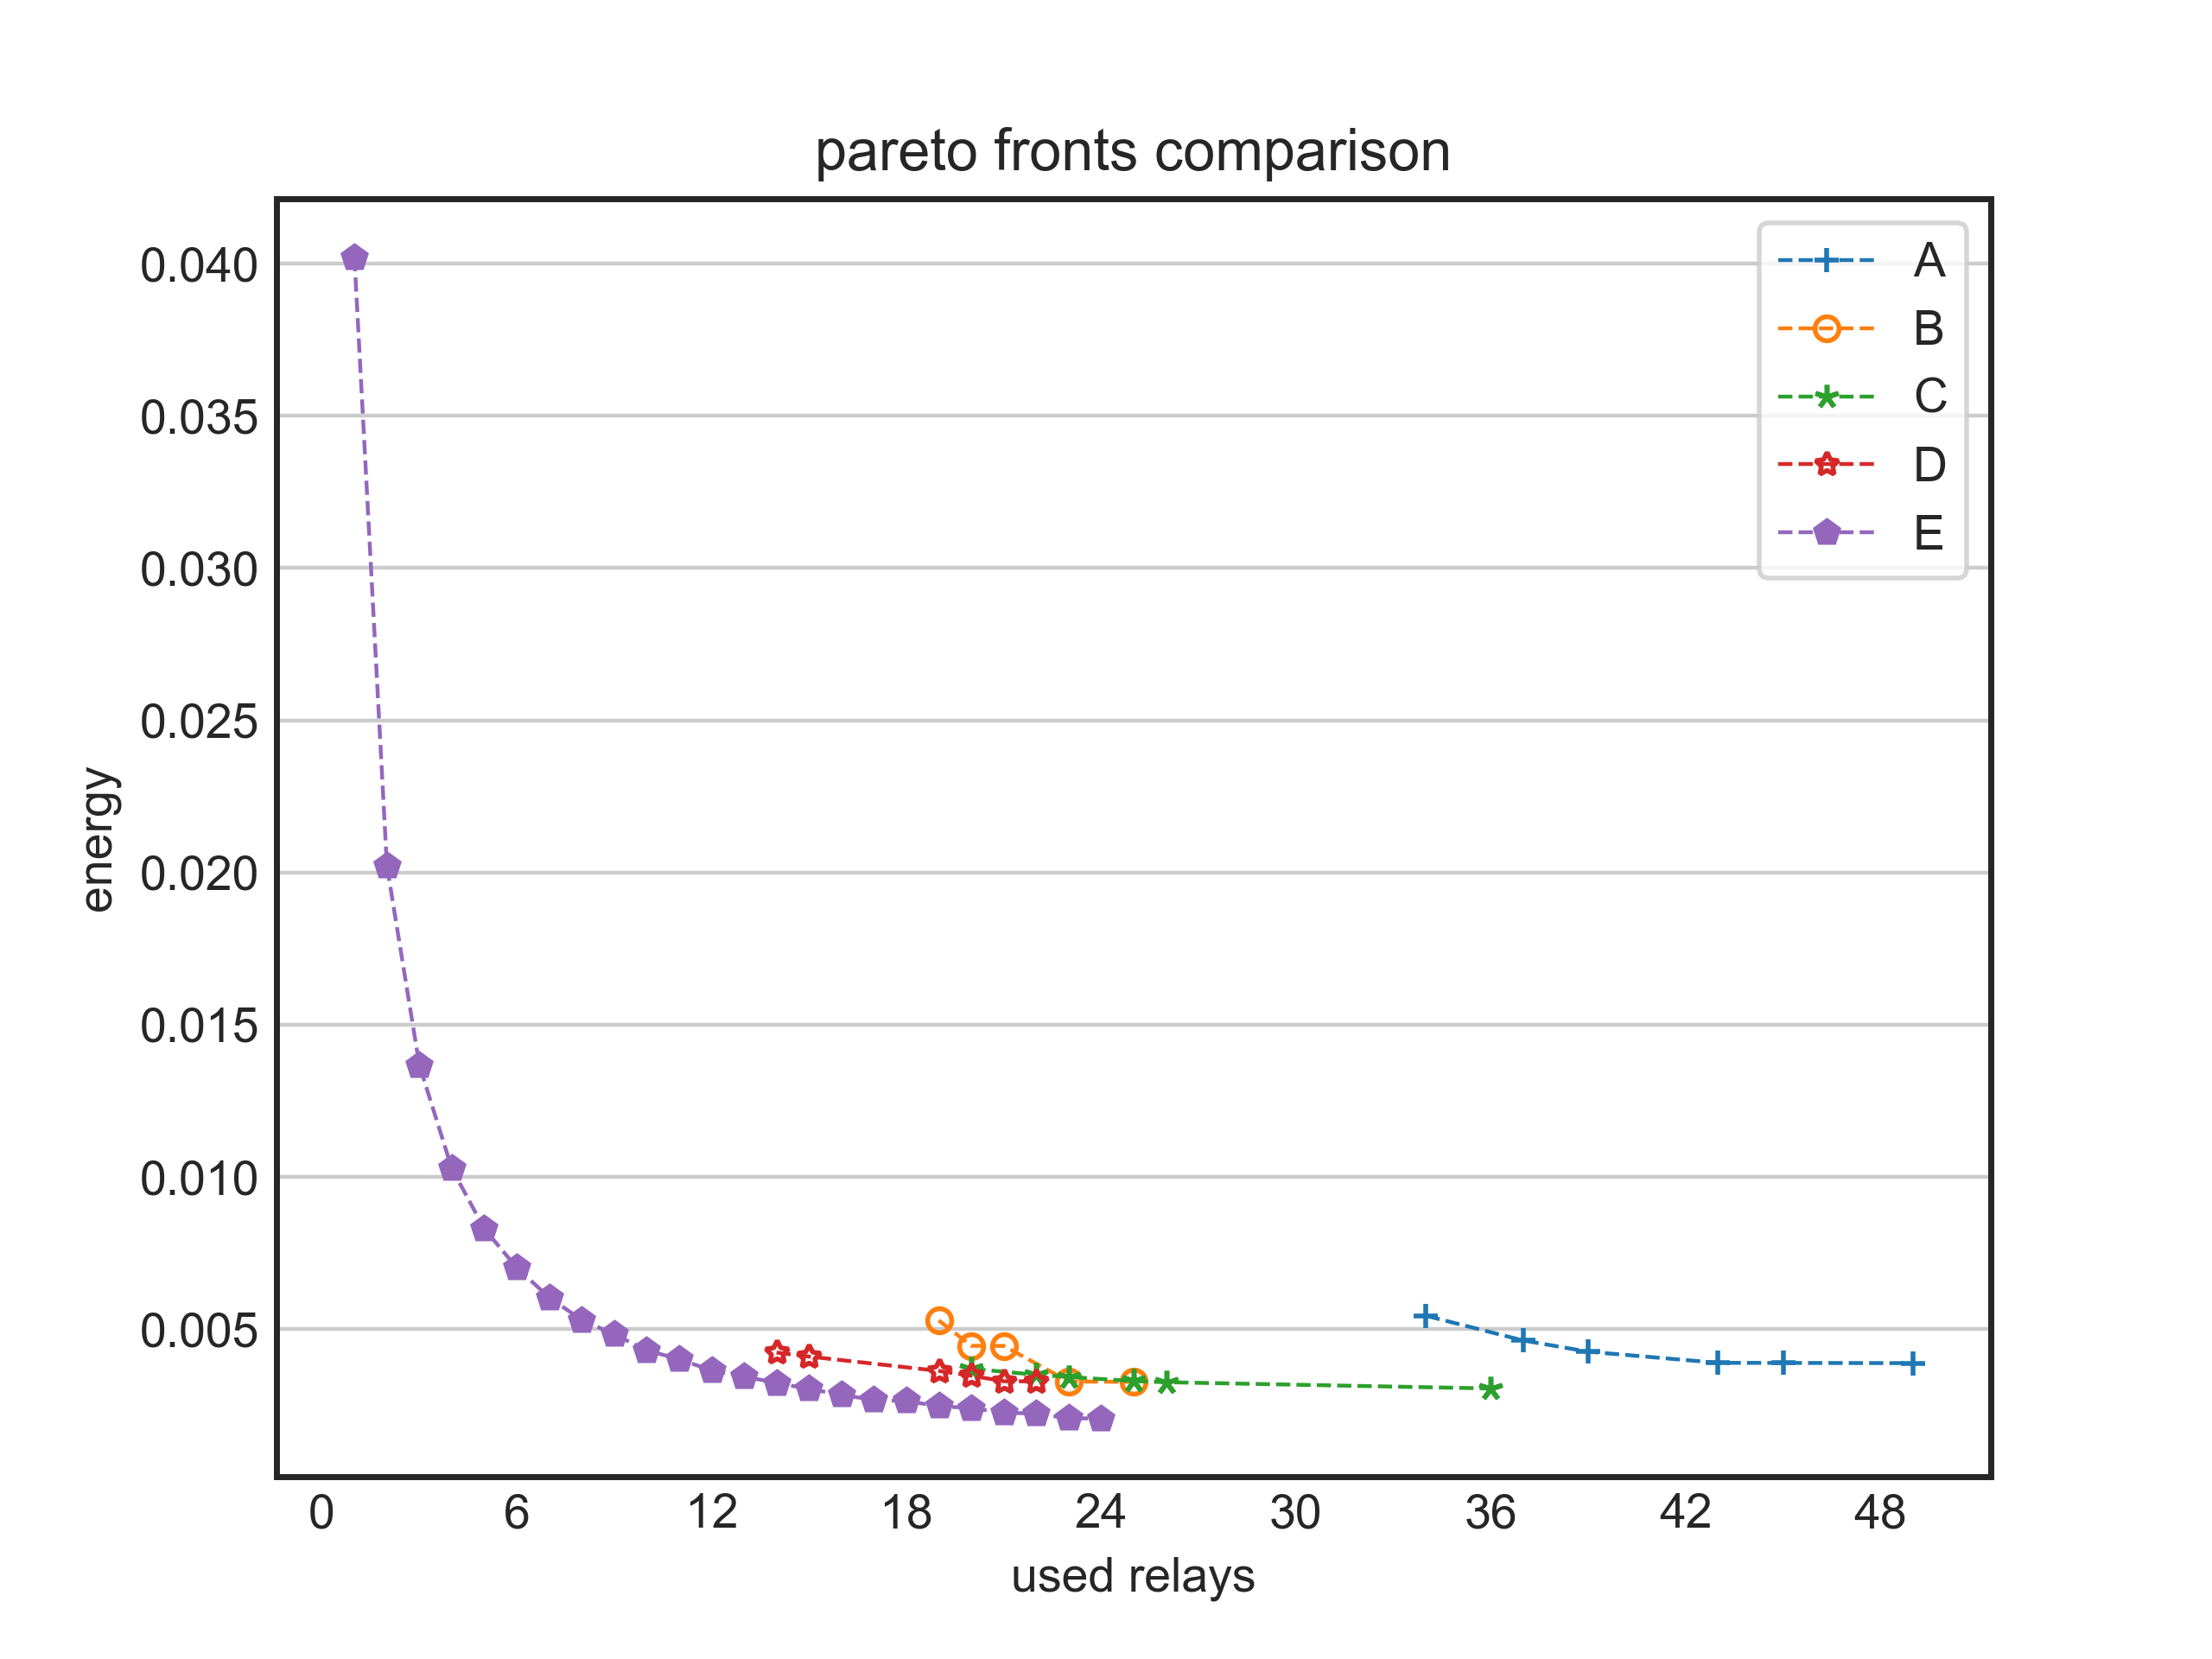 pareto fronts comparison
0.040
0.035
0.030
0.025
0.020
0.015
0.010
0.005
energy
0 6 12 18 24 30 36 42 48
used relays
A
B
C
D
E